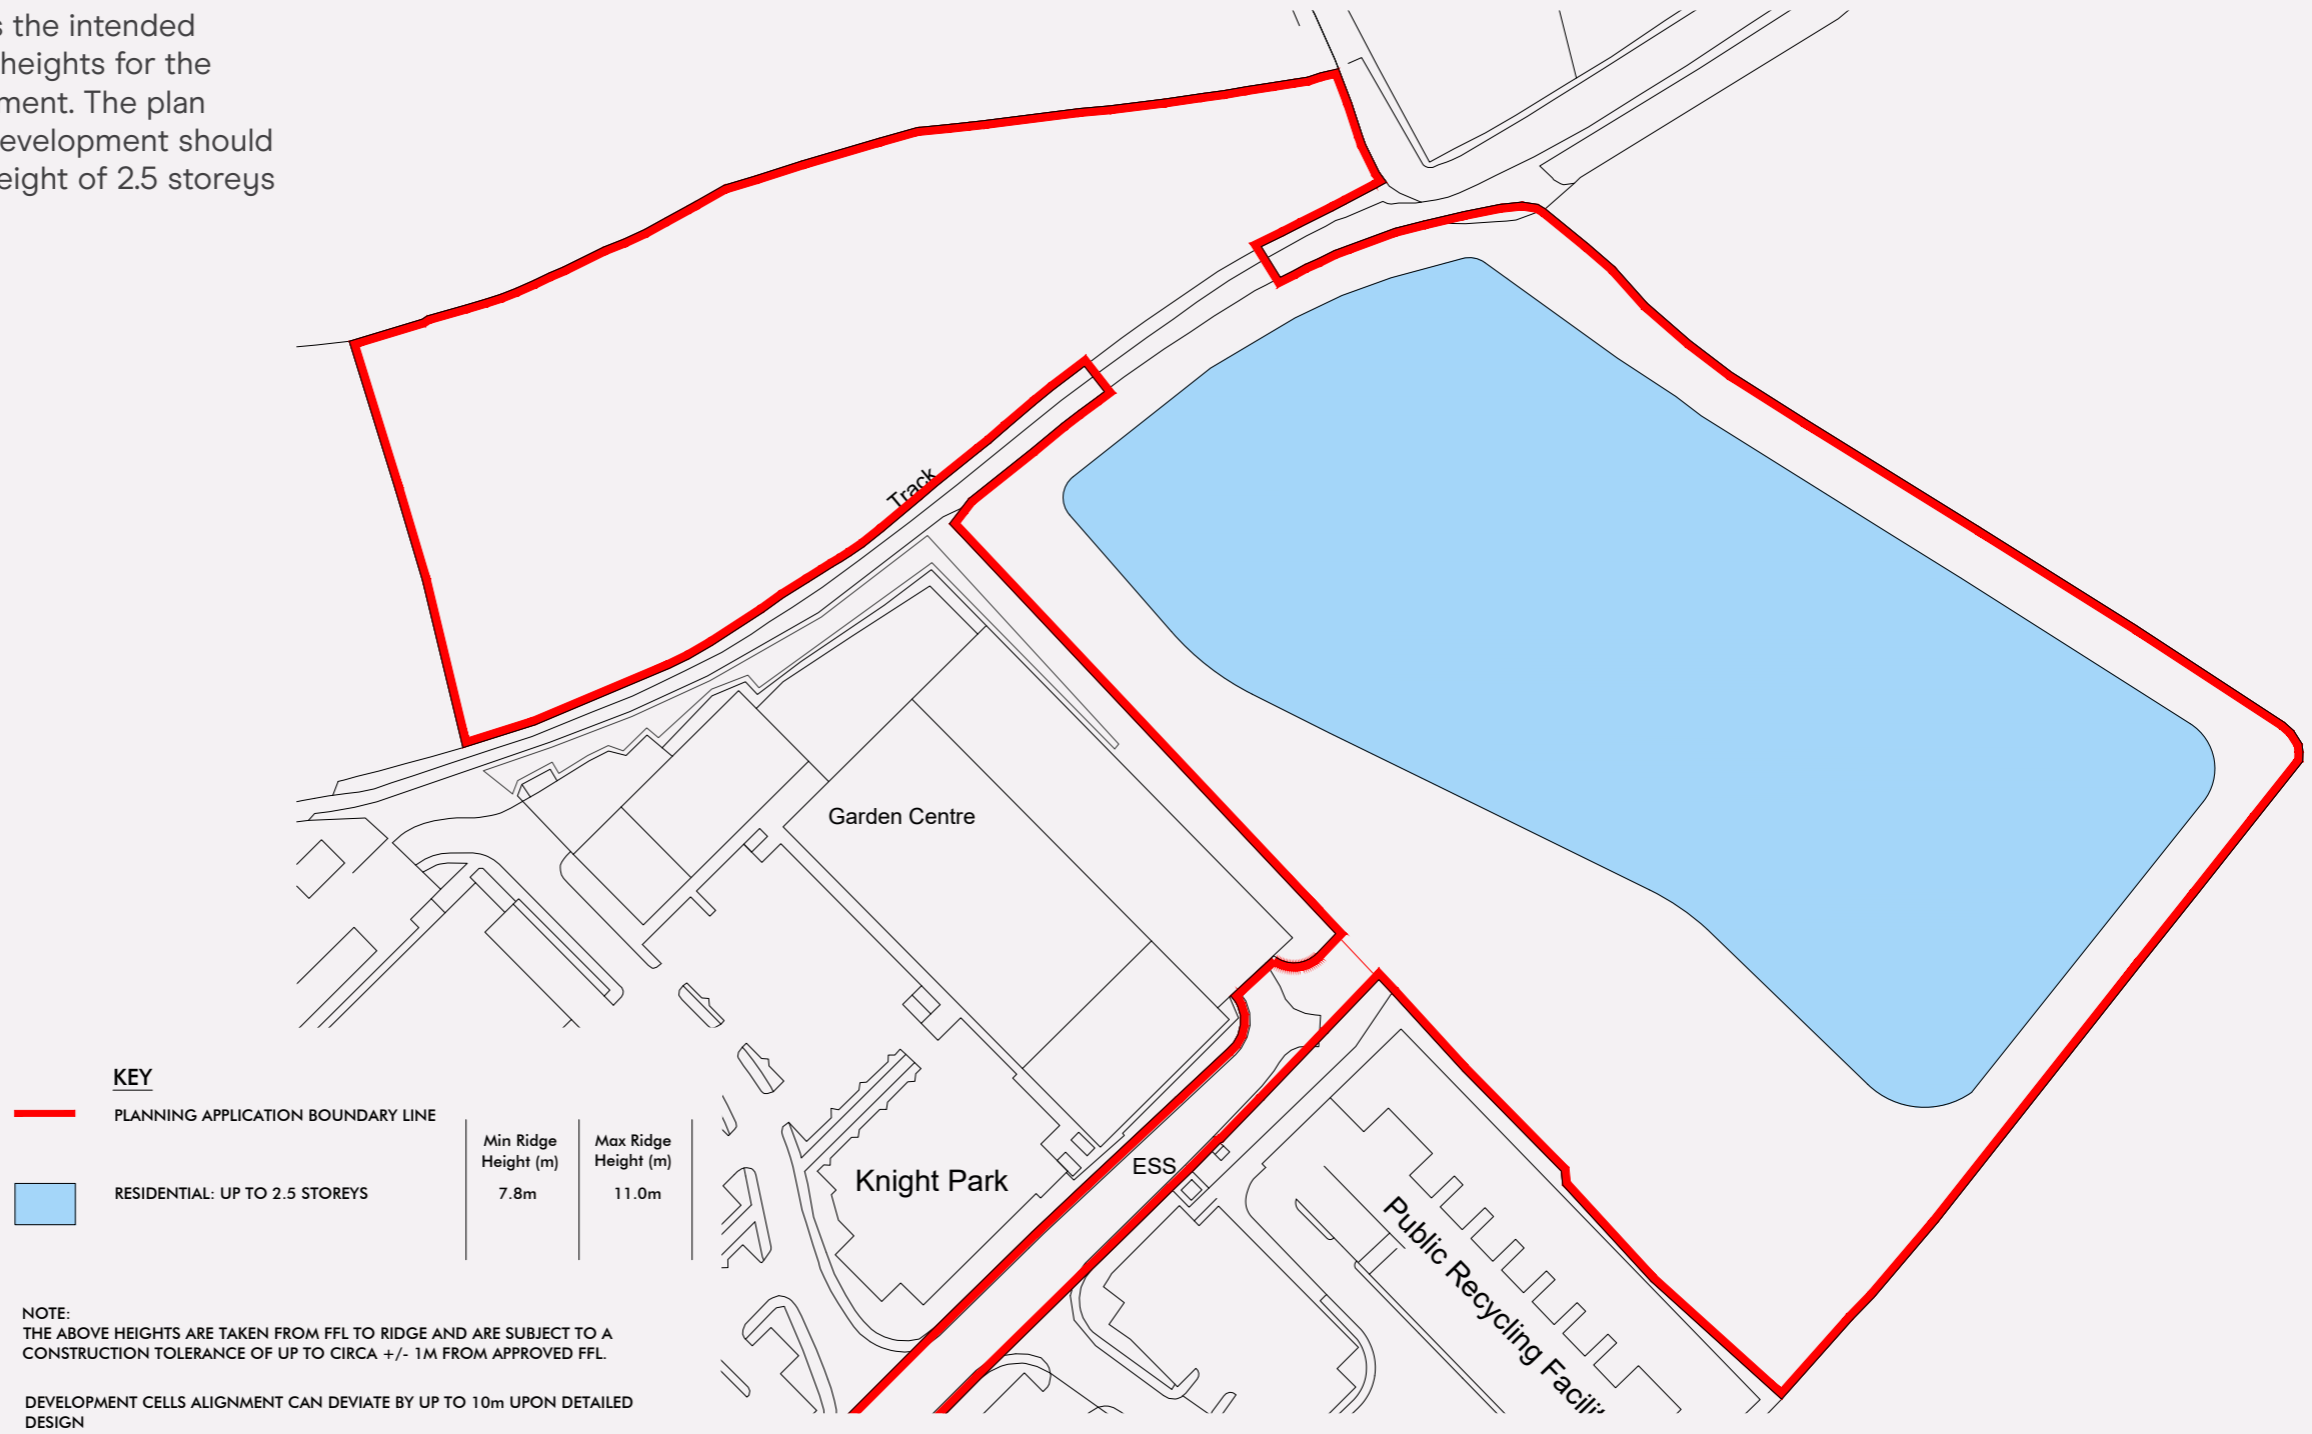 the intended
heights for the
ment. The plan
evelopment should
eight of 2.5 storeys
Track
Garden Centre
Knight Park
ESS
Public Recycling
KEY
PLANNING APPLICATION BOUNDARY LINE
Min Ridge
Height (m)
Max Ridge
Height (m)
RESIDENTIAL: UP TO 2.5 STOREYS
7.8m
11.0m
NOTE:
THE ABOVE HEIGHTS ARE TAKEN FROM FFL TO RIDGE AND ARE SUBJECT TO A
CONSTRUCTION TOLERANCE OF UP TO CIRCA +/- 1M FROM APPROVED FFL.
DEVELOPMENT CELLS ALIGNMENT CAN DEVIATE BY UP TO 10m UPON DETAILED
DESIGN